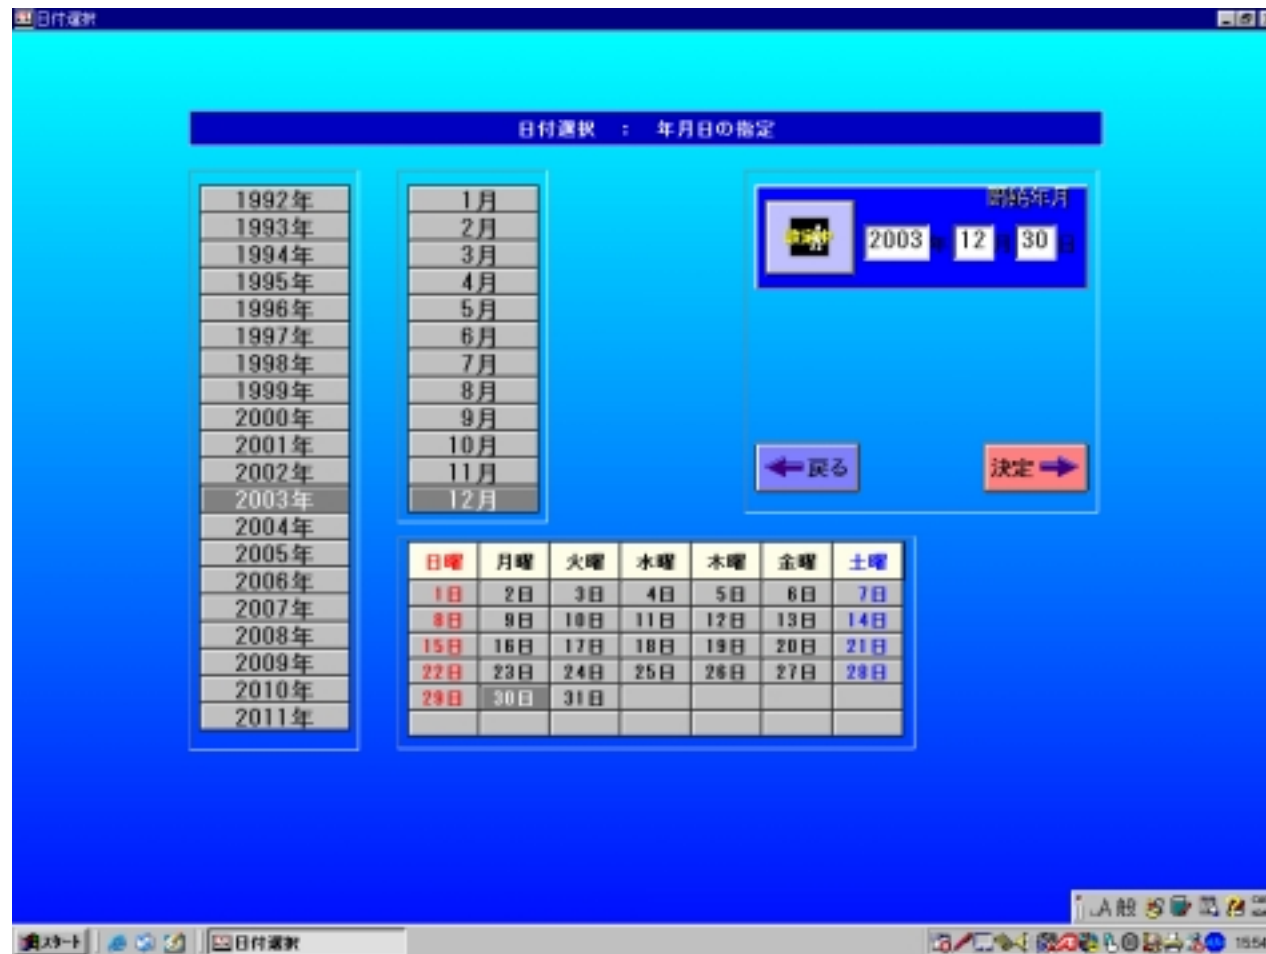 日付選択
日付選択 : 年月日の指定
1992年
1993年
1994年
1995年
1996年
1997年
1998年
1999年
2000年
2001年
2002年
2003年
2004年
2005年
2006年
2007年
2008年
2009年
2010年
2011年
1月
2月
3月
4月
5月
6月
7月
8月
9月
10月
11月
12月
開始年月
2003 年 12 月 30 日
戻る
決定
日曜 月曜 火曜 水曜 木曜 金曜 土曜
1日 2日 3日 4日 5日 6日 7日
8日 9日 10日 11日 12日 13日 14日
15日 16日 17日 18日 19日 20日 21日
22日 23日 24日 25日 26日 27日 28日
29日 30日 31日
A 般
スタート
日付選択
15:54